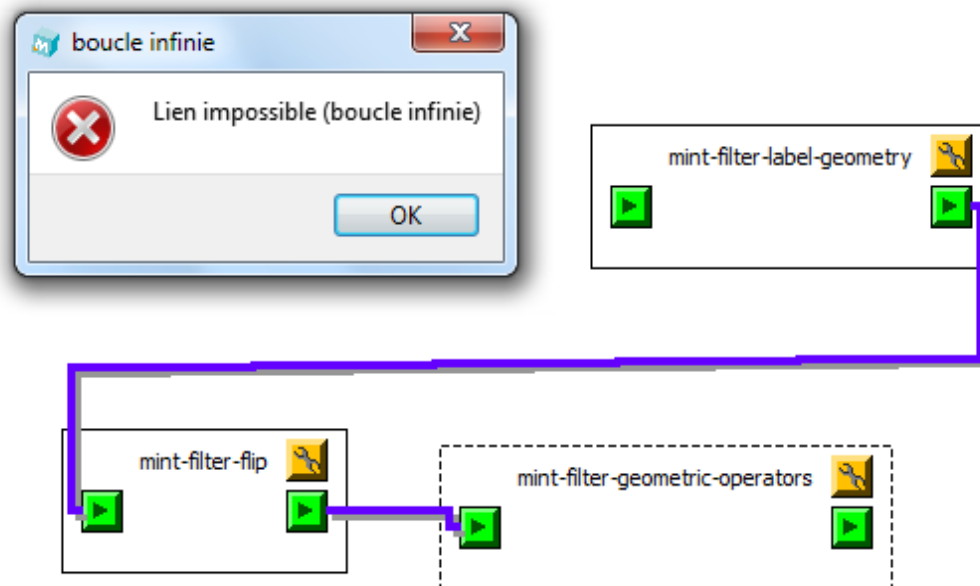 boucle infinie
Lien impossible (boucle infinie)
OK
mint-filter-label-geometry
mint-filter-flip
mint-filter-geometric-operators